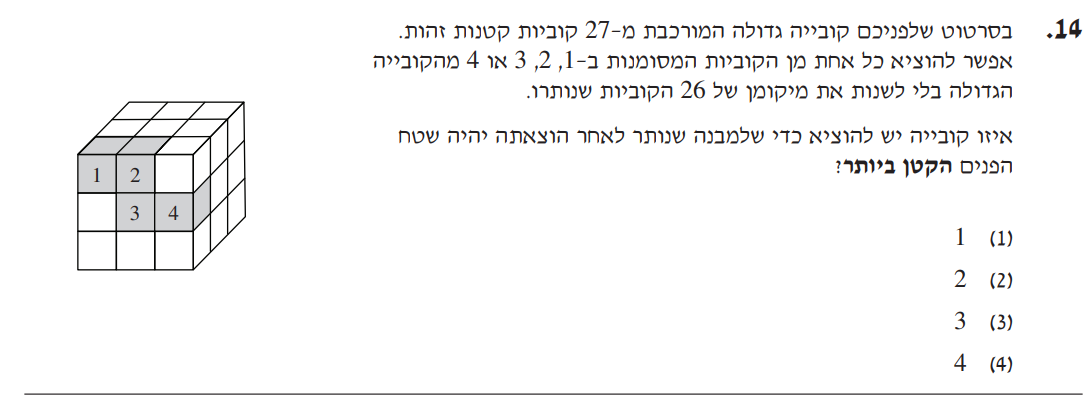 14. בסרטוט שלפניכם קובייה גדולה המורכבת מ-27 קוביות קטנות זהות.
אפשר להוציא כל אחת מן הקוביות המסומנות ב-1, 2, 3 או 4 מהקובייה
הגדולה בלי לשנות את מיקומן של 26 הקוביות שנותרו.
איזו קובייה יש להוציא כדי שלמבנה שנותר לאחר הוצאתה יהיה שטח
הפנים הקטן ביותר?
1 2
3 4
(1) 1
(2) 2
(3) 3
(4) 4